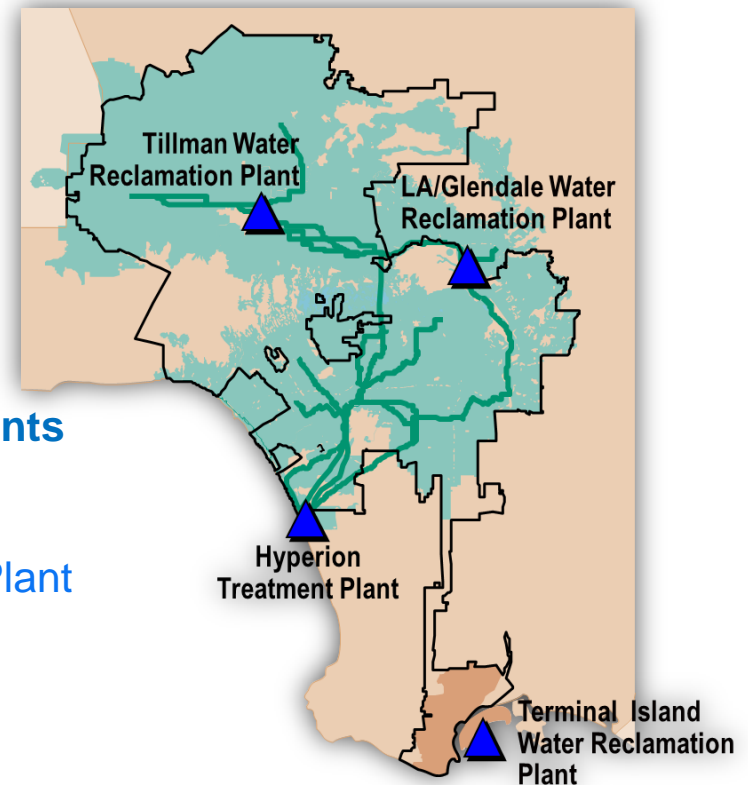 Tillman Water
Reclamation Plant
LA/Glendale Water
Reclamation Plant
nts
Plant
Hyperion
Treatment Plant
Terminal Island
Water Reclamation
Plant